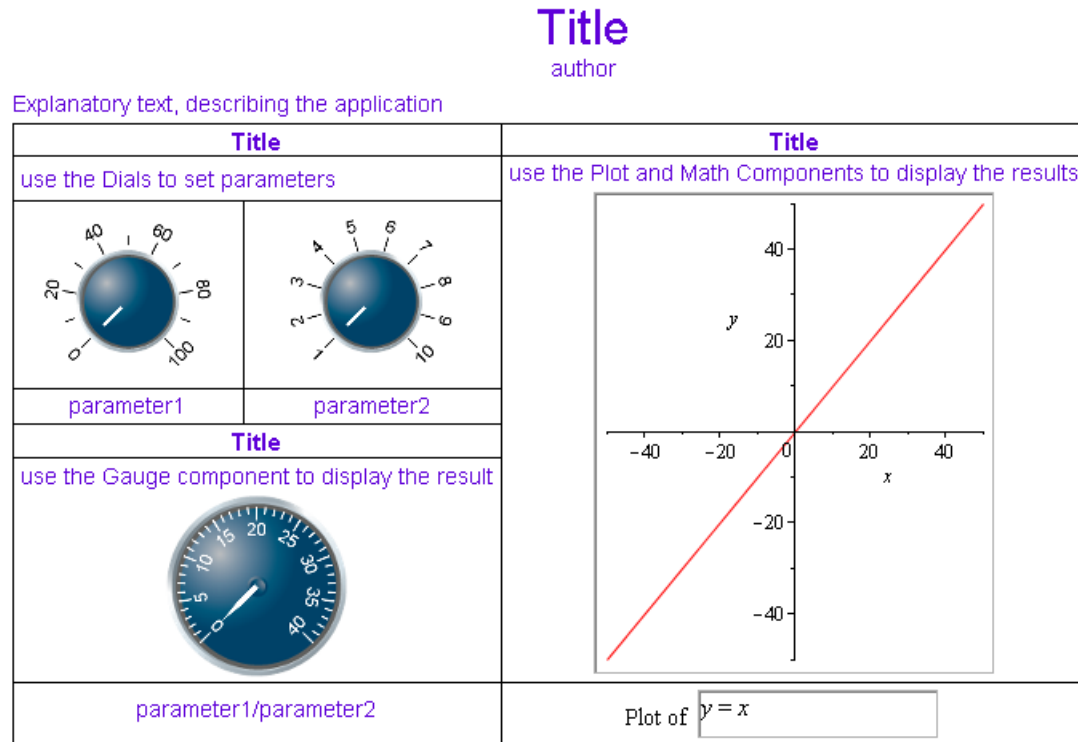 Title
author
Explanatory text, describing the application
Title
use the Dials to set parameters
0 20 40 60 80 100
1 2 3 4 5 6 7 8 9 10
parameter1 parameter2
Title
use the Gauge component to display the result
0 5 10 15 20 25 30 35 40
parameter1/parameter2
Title
use the Plot and Math Components to display the results
40
y
20
−40 −20 0 20 40
x
−20
−40
Plot of y = x